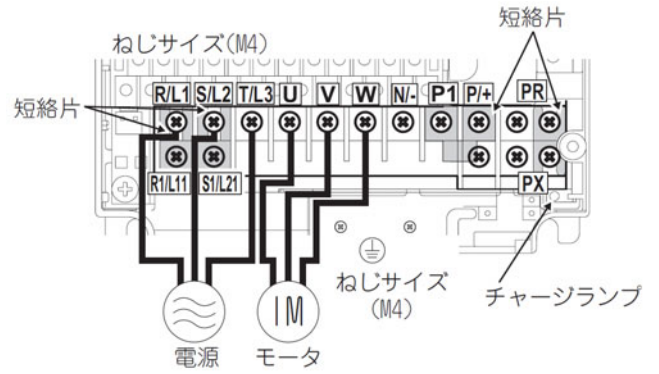 短絡片
ねじサイズ(M4)
R/L1 S/L2 T/L3 U V W N/- P1 P/+ PR
短絡片
R1/L11 S1/L21 PX
ねじサイズ
(M4)
チャージランプ
IM
電源 モータ